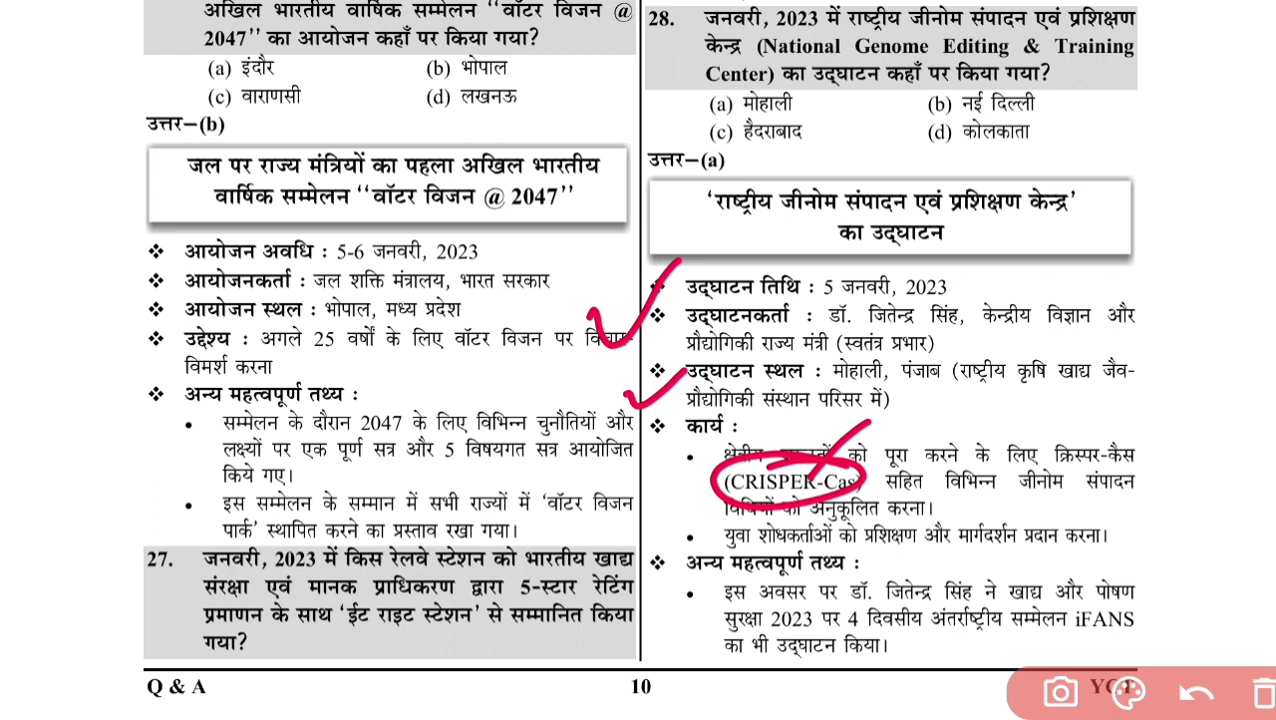 अखिल भारतीय वार्षिक सम्मेलन ‘‘वॉटर विजन @
2047’’ का आयोजन कहाँ पर किया गया?
(a) इंदौर (b) भोपाल
(c) वाराणसी (d) लखनऊ
उत्तर–(b)
जल पर राज्य मंत्रियों का पहला अखिल भारतीय
वार्षिक सम्मेलन ‘‘वॉटर विजन @ 2047’’
❖ आयोजन अवधि : 5-6 जनवरी, 2023
❖ आयोजनकर्ता : जल शक्ति मंत्रालय, भारत सरकार
❖ आयोजन स्थल : भोपाल, मध्य प्रदेश
❖ उद्देश्य : अगले 25 वर्षों के लिए वॉटर विजन पर विचार-
विमर्श करना
❖ अन्य महत्वपूर्ण तथ्य :
• सम्मेलन के दौरान 2047 के लिए विभिन्न चुनौतियों और
लक्ष्यों पर एक पूर्ण सत्र और 5 विषयगत सत्र आयोजित
किये गए।
• इस सम्मेलन के सम्मान में सभी राज्यों में ‘वॉटर विजन
पार्क’ स्थापित करने का प्रस्ताव रखा गया।
27. जनवरी, 2023 में किस रेलवे स्टेशन को भारतीय खाद्य
संरक्षा एवं मानक प्राधिकरण द्वारा 5-स्टार रेटिंग
प्रमाणन के साथ ‘ईट राइट स्टेशन’ से सम्मानित किया
गया?
28. जनवरी, 2023 में राष्ट्रीय जीनोम संपादन एवं प्रशिक्षण
केन्द्र (National Genome Editing & Training
Center) का उद्घाटन कहाँ पर किया गया?
(a) मोहाली (b) नई दिल्ली
(c) हैदराबाद (d) कोलकाता
उत्तर–(a)
‘राष्ट्रीय जीनोम संपादन एवं प्रशिक्षण केन्द्र’
का उद्घाटन
❖ उद्घाटन तिथि : 5 जनवरी, 2023
❖ उद्घाटनकर्ता : डॉ. जितेन्द्र सिंह, केन्द्रीय विज्ञान और
प्रौद्योगिकी राज्य मंत्री (स्वतंत्र प्रभार)
❖ उद्घाटन स्थल : मोहाली, पंजाब (राष्ट्रीय कृषि खाद्य जैव-
प्रौद्योगिकी संस्थान परिसर में)
❖ कार्य :
• क्षेत्रीय को पूरा करने के लिए क्रिस्पर-कैस
(CRISPER-Cas) सहित विभिन्न जीनोम संपादन
विधियों को अनुकूलित करना।
• युवा शोधकर्ताओं को प्रशिक्षण और मार्गदर्शन प्रदान करना।
❖ अन्य महत्वपूर्ण तथ्य :
• इस अवसर पर डॉ. जितेन्द्र सिंह ने खाद्य और पोषण
सुरक्षा 2023 पर 4 दिवसीय अंतर्राष्ट्रीय सम्मेलन iFANS
का भी उद्घाटन किया।
Q & A 10 YCT